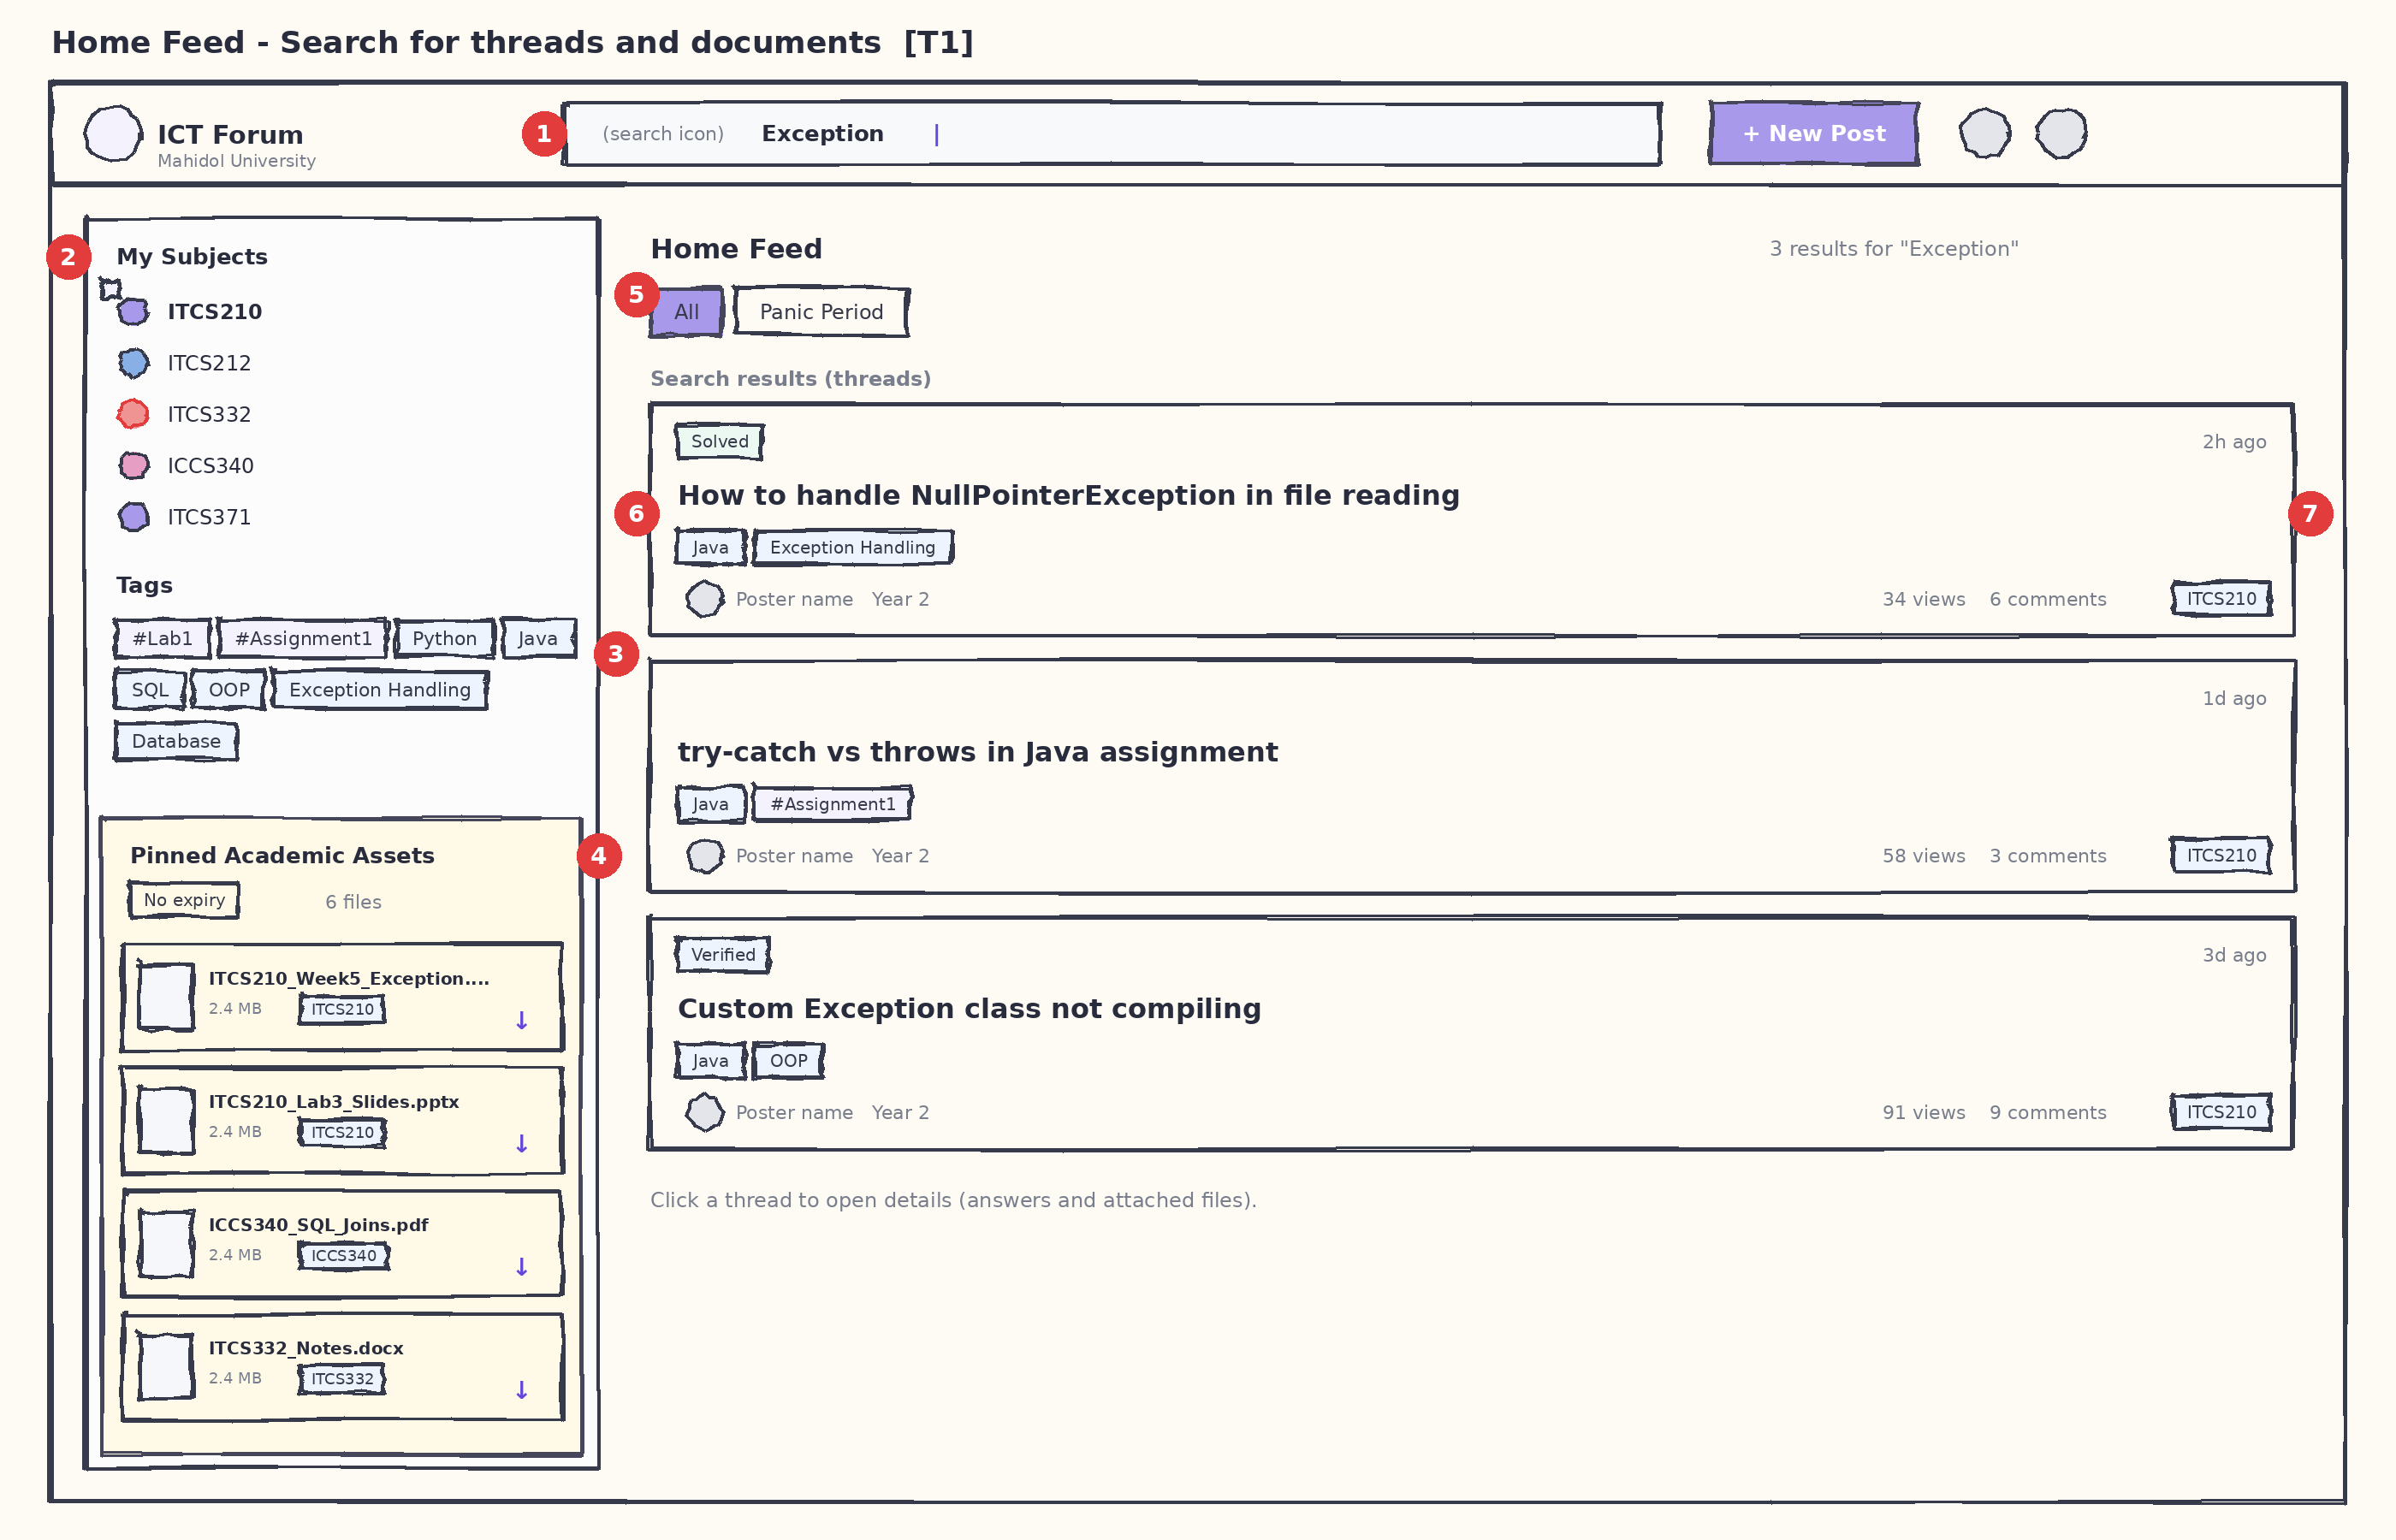 Home Feed - Search for threads and documents [T1]
ICT Forum
Mahidol University
1
(search icon) Exception |
+ New Post
2
My Subjects
ITCS210
ITCS212
ITCS332
ICCS340
ITCS371
Tags
#Lab1 #Assignment1 Python Java
3
SQL OOP Exception Handling
Database
4
Pinned Academic Assets
No expiry 6 files
ITCS210_Week5_Exception....
2.4 MB ITCS210 ↓
ITCS210_Lab3_Slides.pptx
2.4 MB ITCS210 ↓
ICCS340_SQL_Joins.pdf
2.4 MB ICCS340 ↓
ITCS332_Notes.docx
2.4 MB ITCS332 ↓
Home Feed 3 results for "Exception"
5
All Panic Period
Search results (threads)
Solved 2h ago
How to handle NullPointerException in file reading
6
7
Java Exception Handling
Poster name Year 2 34 views 6 comments ITCS210
1d ago
try-catch vs throws in Java assignment
Java #Assignment1
Poster name Year 2 58 views 3 comments ITCS210
Verified 3d ago
Custom Exception class not compiling
Java OOP
Poster name Year 2 91 views 9 comments ITCS210
Click a thread to open details (answers and attached files).